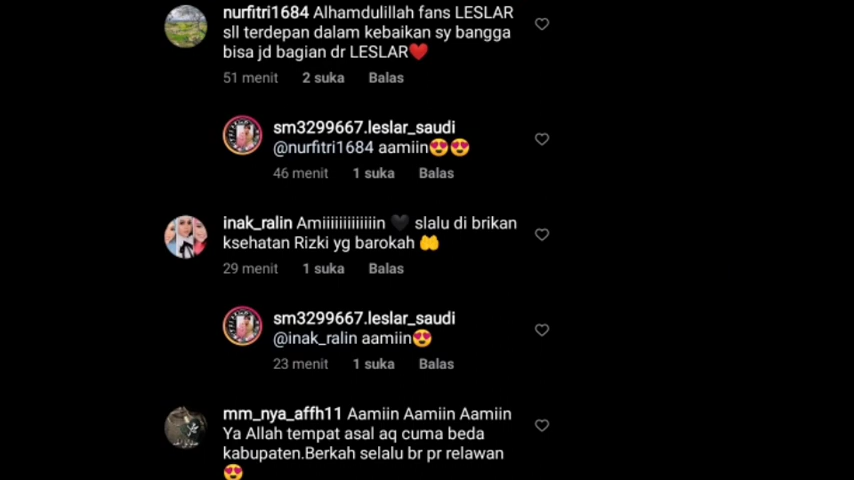 nurfitri1684 Alhamdulillah fans LESLAR
sll terdepan dalam kebaikan sy bangga
bisa jd bagian dr LESLAR❤️
51 menit 2 suka Balas
sm3299667.leslar_saudi
@nurfitri1684 aamiin😍😍
46 menit 1 suka Balas
inak_ralin Amiiiiiiiiiiiiin 🖤 slalu di brikan
ksehatan Rizki yg barokah 🤲
29 menit 1 suka Balas
sm3299667.leslar_saudi
@inak_ralin aamiin😍
23 menit 1 suka Balas
mm_nya_affh11 Aamiin Aamiin Aamiin
Ya Allah tempat asal aq cuma beda
kabupaten.Berkah selalu br pr relawan
😍